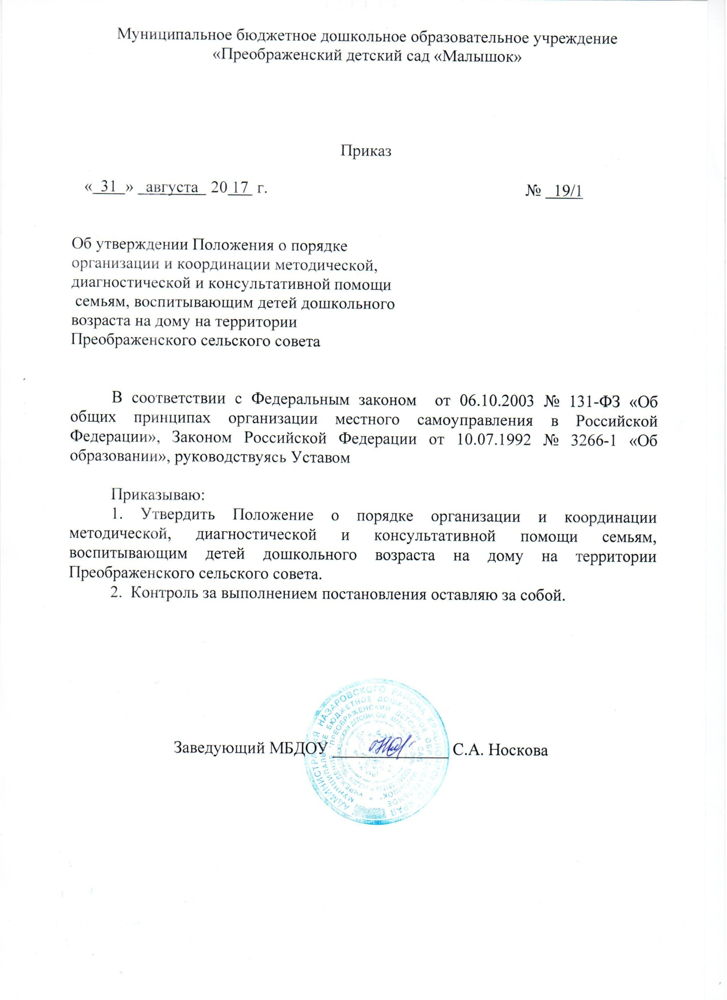 Муниципальное бюджетное дошкольное образовательное учреждение
«Преображенский детский сад «Малышок»
Приказ
«_31_» _августа_ 20_17_ г. № _19/1
Об утверждении Положения о порядке
организации и координации методической,
диагностической и консультативной помощи
семьям, воспитывающим детей дошкольного
возраста на дому на территории
Преображенского сельского совета
В соответствии с Федеральным законом от 06.10.2003 № 131-ФЗ «Об
общих принципах организации местного самоуправления в Российской
Федерации», Законом Российской Федерации от 10.07.1992 № 3266-1 «Об
образовании», руководствуясь Уставом
Приказываю:
1. Утвердить Положение о порядке организации и координации
методической, диагностической и консультативной помощи семьям,
воспитывающим детей дошкольного возраста на дому на территории
Преображенского сельского совета.
2. Контроль за выполнением постановления оставляю за собой.
Заведующий МБДОУ С.А. Носкова
АДМИНИСТРАЦИЯ НАЗАРОВСКОГО РАЙОНА КРАСНОЯРСКОГО КРАЯ
МУНИЦИПАЛЬНОЕ БЮДЖЕТНОЕ ДОШКОЛЬНОЕ ОБРАЗОВАТЕЛЬНОЕ
УЧРЕЖДЕНИЕ "ПРЕОБРАЖЕНСКИЙ ДЕТСКИЙ САД "МАЛЫШОК"